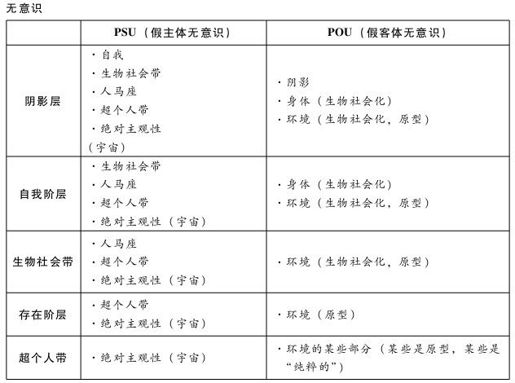 无意识
PSU（假主体无意识） POU（假客体无意识）
阴影层
·自我
·生物社会带
·人马座
·超个人带
·绝对主观性
（宇宙）
·阴影
·身体（生物社会化）
·环境（生物社会化，原型）
自我阶层
·生物社会带
·人马座
·超个人带
·绝对主观性（宇宙）
·身体（生物社会化）
·环境（生物社会化，原型）
生物社会带
·人马座
·超个人带
·绝对主观性（宇宙）
·环境（生物社会化，原型）
存在阶层
·超个人带
·绝对主观性（宇宙）
·环境（原型）
超个人带
·绝对主观性（宇宙）
·环境的某些部分（某些是原型，某些是
“纯粹的”）